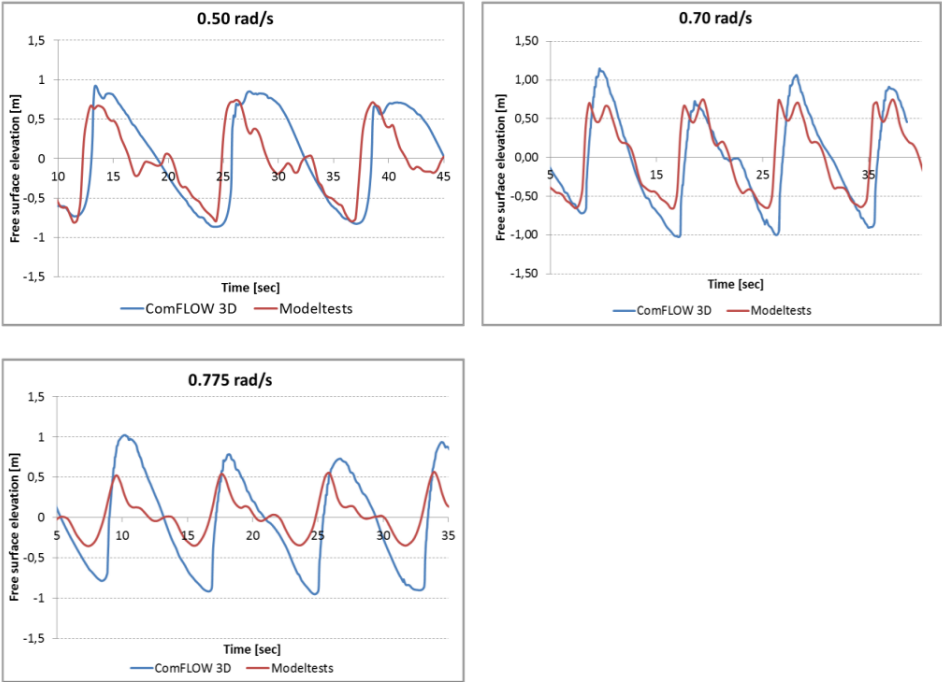 0.50 rad/s
1,5
1
0,5
0
-0,5
-1
-1,5
10 15 20 25 30 35 40 45
Free surface elevation [m]
Time [sec]
ComFLOW 3D Modeltests
0.70 rad/s
1,50
1,00
0,50
0,00
-0,50
-1,00
-1,50
5 15 25 35
Free surface elevation [m]
Time [sec]
ComFLOW 3D Modeltests
0.775 rad/s
1,5
1
0,5
0
-0,5
-1
-1,5
5 10 15 20 25 30 35
Free surface elevation [m]
Time [sec]
ComFLOW 3D Modeltests